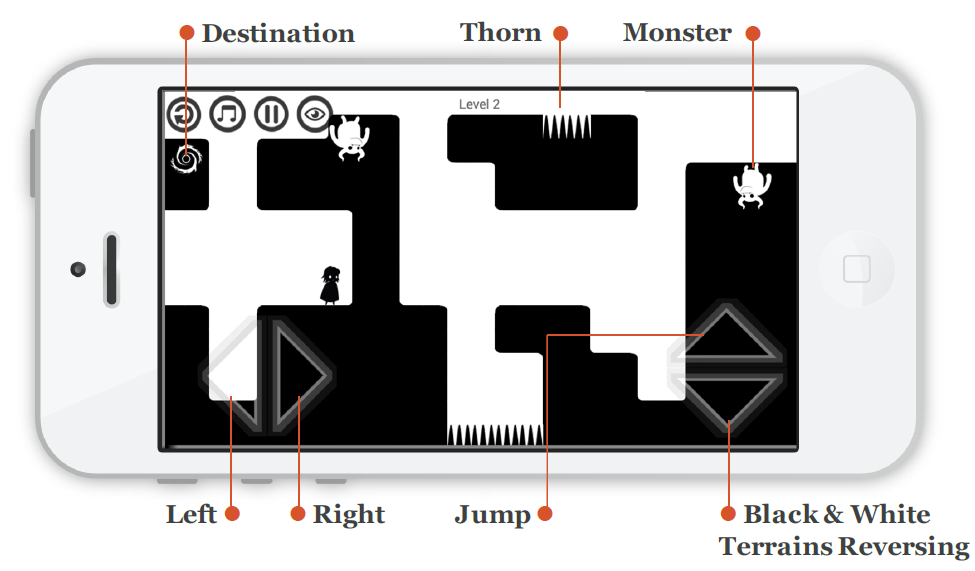 Destination
Thorn
Monster
Level 2
Left
Right
Jump
Black & White
Terrains Reversing